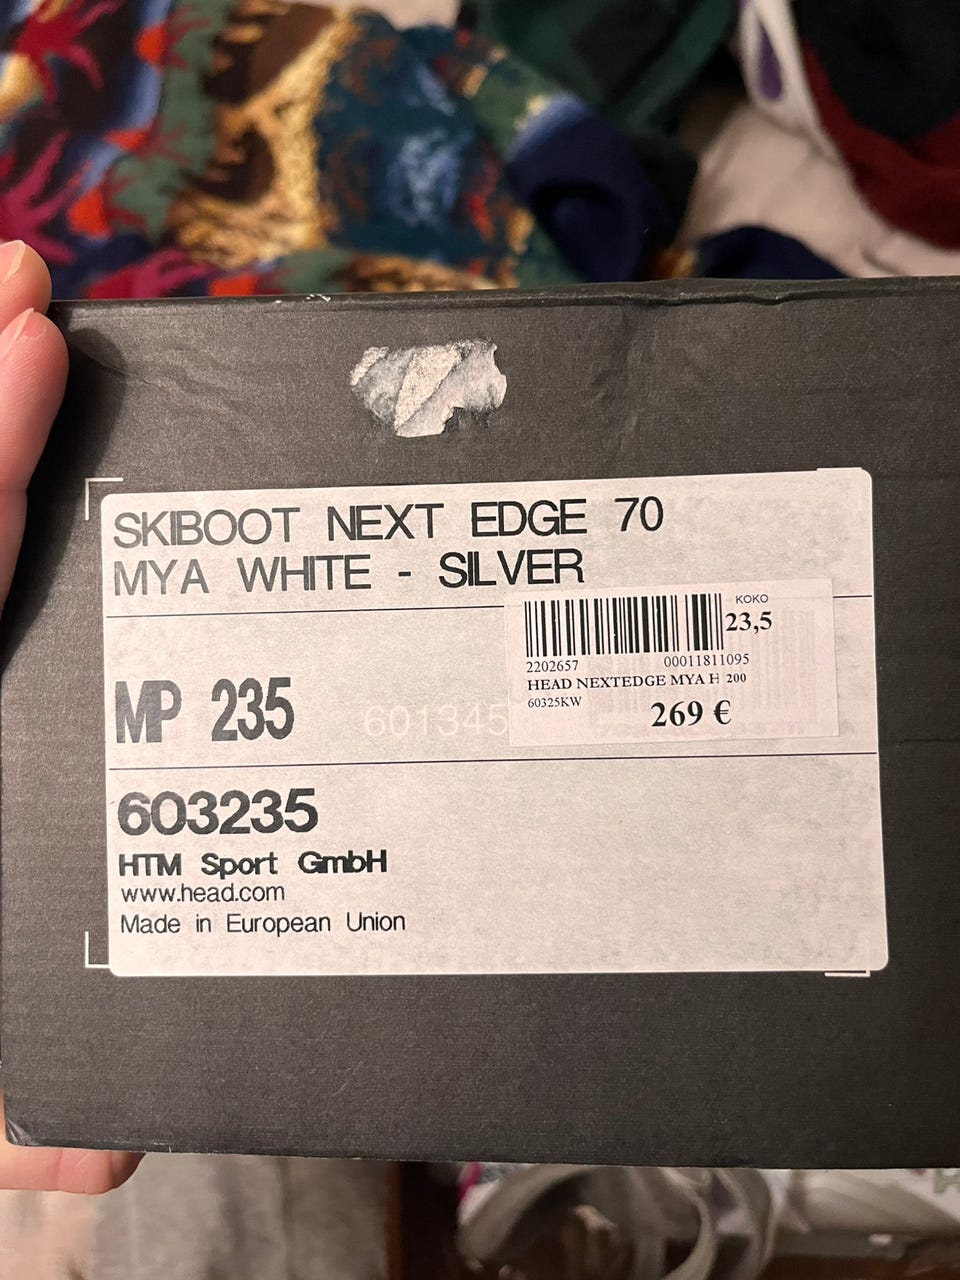 SKIBOOT NEXT EDGE 70
MYA WHITE - SILVER
KOKO
23,5
2202657 00011811095
HEAD NEXTEDGE MYA H 200
60325KW
269 €
MP 235
601345
603235
HTM Sport GmbH
www.head.com
Made in European Union